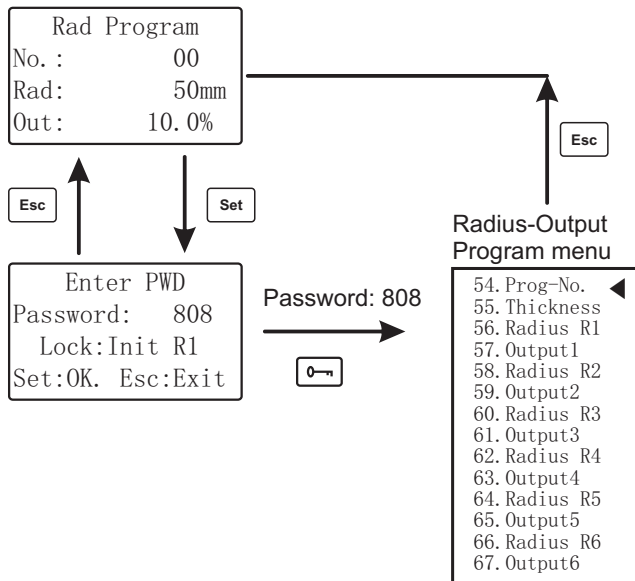 Rad Program
No.: 00
Rad: 50mm
Out: 10.0%
Esc
Set
Esc
Enter PWD
Password: 808
Lock:Init R1
Set:OK. Esc:Exit
Password: 808
Radius-Output
Program menu
54.Prog-No.
55.Thickness
56.Radius R1
57.Output1
58.Radius R2
59.Output2
60.Radius R3
61.Output3
62.Radius R4
63.Output4
64.Radius R5
65.Output5
66.Radius R6
67.Output6